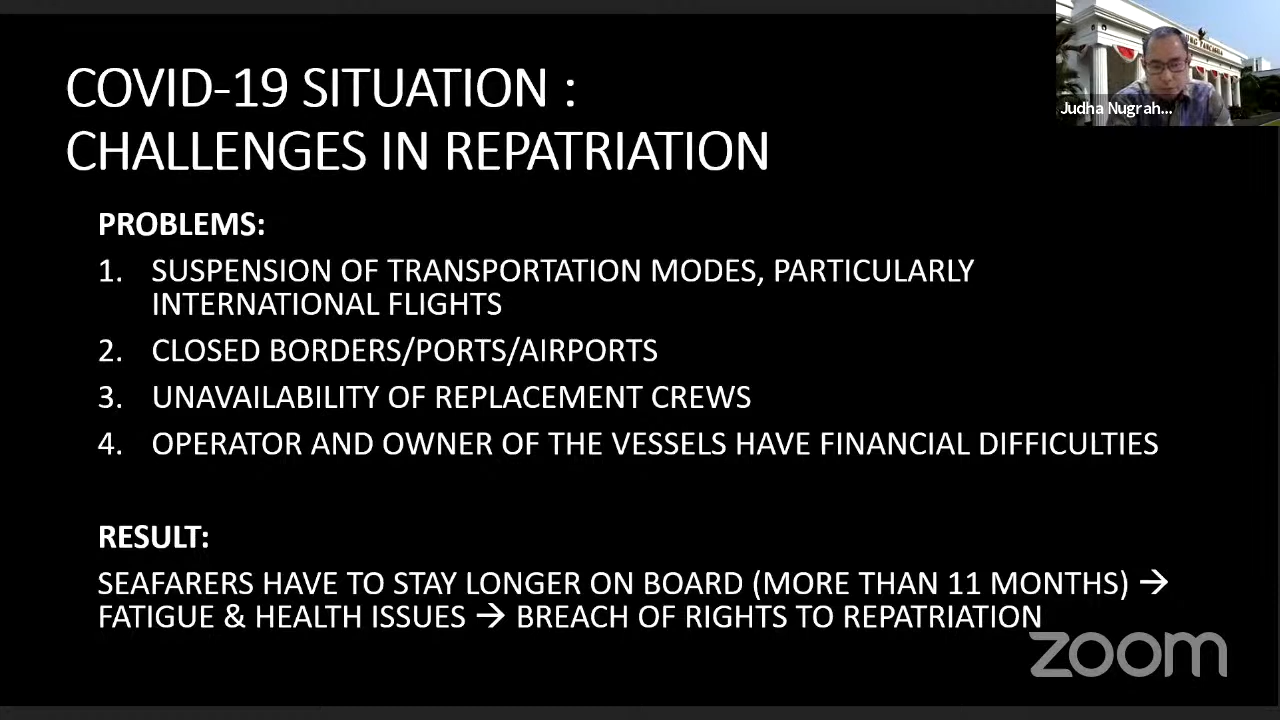 COVID-19 SITUATION :
CHALLENGES IN REPATRIATION
Judha Nugrah...
PROBLEMS:
1. SUSPENSION OF TRANSPORTATION MODES, PARTICULARLY
INTERNATIONAL FLIGHTS
2. CLOSED BORDERS/PORTS/AIRPORTS
3. UNAVAILABILITY OF REPLACEMENT CREWS
4. OPERATOR AND OWNER OF THE VESSELS HAVE FINANCIAL DIFFICULTIES
RESULT:
SEAFARERS HAVE TO STAY LONGER ON BOARD (MORE THAN 11 MONTHS) →
FATIGUE & HEALTH ISSUES → BREACH OF RIGHTS TO REPATRIATION
zoom